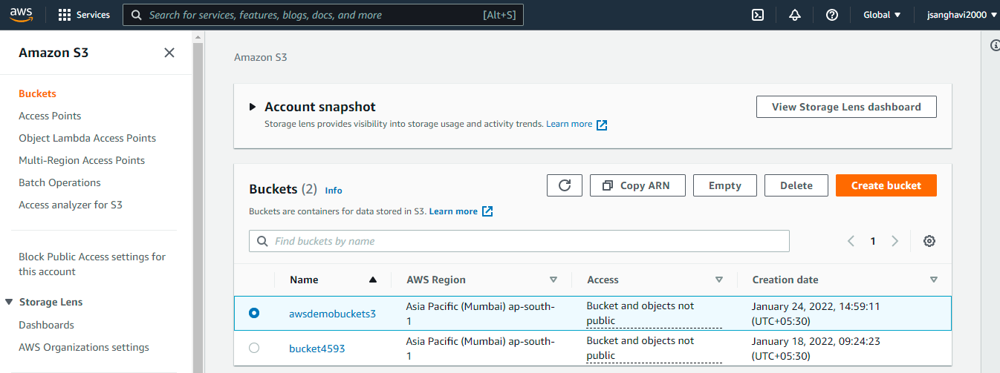 aws
Services
Search for services, features, blogs, docs, and more [Alt+S]
Global
jsanghavi2000
Amazon S3
Buckets
Access Points
Object Lambda Access Points
Multi-Region Access Points
Batch Operations
Access analyzer for S3
Block Public Access settings for
this account
Storage Lens
Dashboards
AWS Organizations settings
Amazon S3
Account snapshot
View Storage Lens dashboard
Storage lens provides visibility into storage usage and activity trends. Learn more
Buckets (2) Info
Copy ARN
Empty
Delete
Create bucket
Buckets are containers for data stored in S3. Learn more
Find buckets by name
1
Name AWS Region Access Creation date
awsdemobuckets3
Asia Pacific (Mumbai) ap-south-
1
Bucket and objects not
public
January 24, 2022, 14:59:11
(UTC+05:30)
bucket4593
Asia Pacific (Mumbai) ap-south-
1
Bucket and objects not
public
January 18, 2022, 09:24:23
(UTC+05:30)